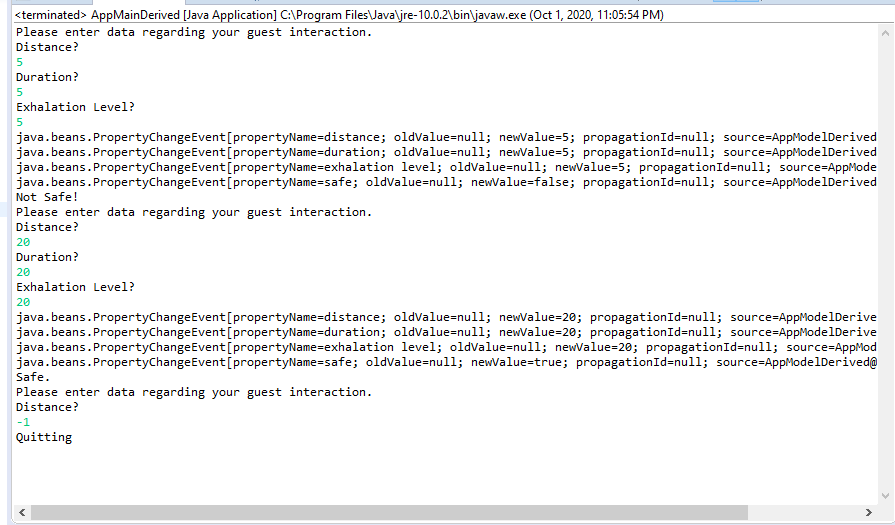 <terminated> AppMainDerived [Java Application] C:\Program Files\Java\jre-10.0.2\bin\javaw.exe (Oct 1, 2020, 11:05:54 PM)
Please enter data regarding your guest interaction.
Distance?
5
Duration?
5
Exhalation Level?
5
java.beans.PropertyChangeEvent[propertyName=distance; oldValue=null; newValue=5; propagationId=null; source=AppModelDerived
java.beans.PropertyChangeEvent[propertyName=duration; oldValue=null; newValue=5; propagationId=null; source=AppModelDerived
java.beans.PropertyChangeEvent[propertyName=exhalation level; oldValue=null; newValue=5; propagationId=null; source=AppMode
java.beans.PropertyChangeEvent[propertyName=safe; oldValue=null; newValue=false; propagationId=null; source=AppModelDerived
Not Safe!
Please enter data regarding your guest interaction.
Distance?
20
Duration?
20
Exhalation Level?
20
java.beans.PropertyChangeEvent[propertyName=distance; oldValue=null; newValue=20; propagationId=null; source=AppModelDerive
java.beans.PropertyChangeEvent[propertyName=duration; oldValue=null; newValue=20; propagationId=null; source=AppModelDerive
java.beans.PropertyChangeEvent[propertyName=exhalation level; oldValue=null; newValue=20; propagationId=null; source=AppMod
java.beans.PropertyChangeEvent[propertyName=safe; oldValue=null; newValue=true; propagationId=null; source=AppModelDerived@
Safe.
Please enter data regarding your guest interaction.
Distance?
-1
Quitting